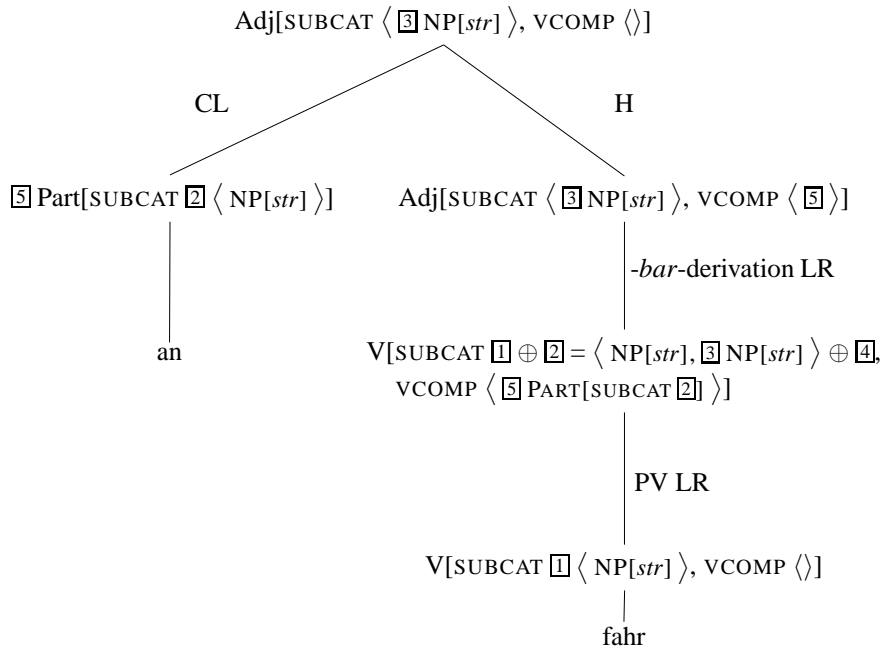 Adj[SUBCAT ⟨ [3] NP[str] ⟩, VCOMP ⟨⟩]
CL H
[5] Part[SUBCAT [2] ⟨ NP[str] ⟩] Adj[SUBCAT ⟨ [3] NP[str] ⟩, VCOMP ⟨ [5] ⟩]
-bar-derivation LR
an V[SUBCAT [1] ⊕ [2] = ⟨ NP[str], [3] NP[str] ⟩ ⊕ [4],
VCOMP ⟨ [5] PART[SUBCAT [2]] ⟩]
PV LR
V[SUBCAT [1] ⟨ NP[str] ⟩, VCOMP ⟨⟩]
fahr